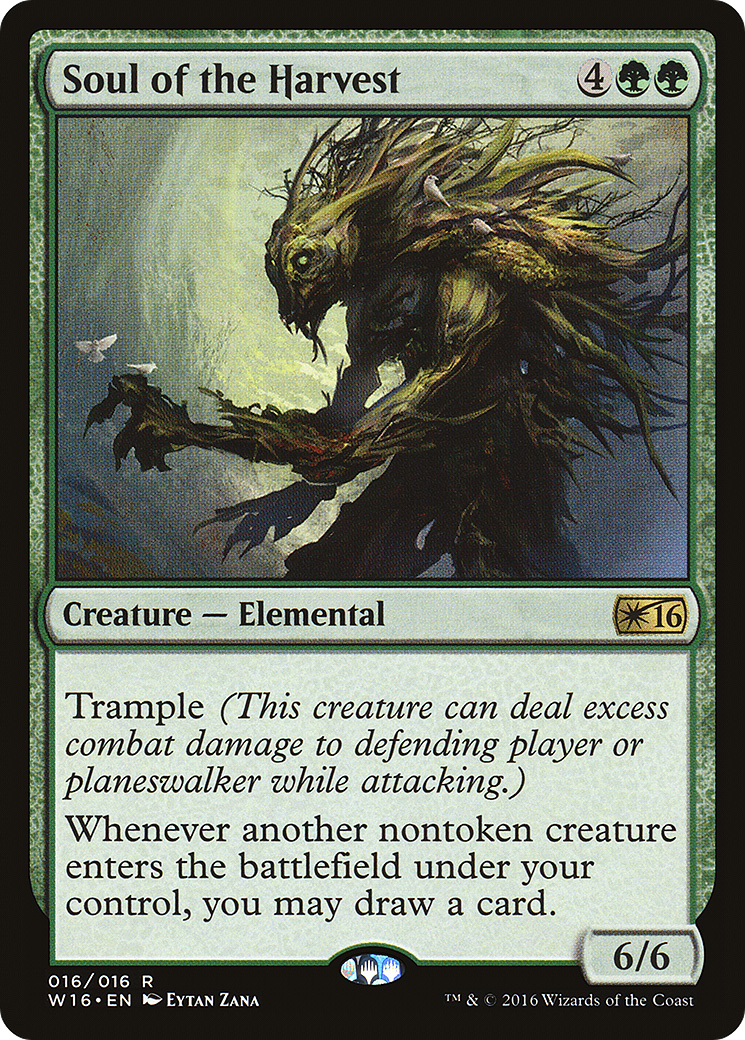 Soul of the Harvest 4
Creature — Elemental 16
Trample (This creature can deal excess
combat damage to defending player or
planeswalker while attacking.)
Whenever another nontoken creature
enters the battlefield under your
control, you may draw a card.
6/6
016/016 R
W16 • EN Eytan Zana ™ & © 2016 Wizards of the Coast